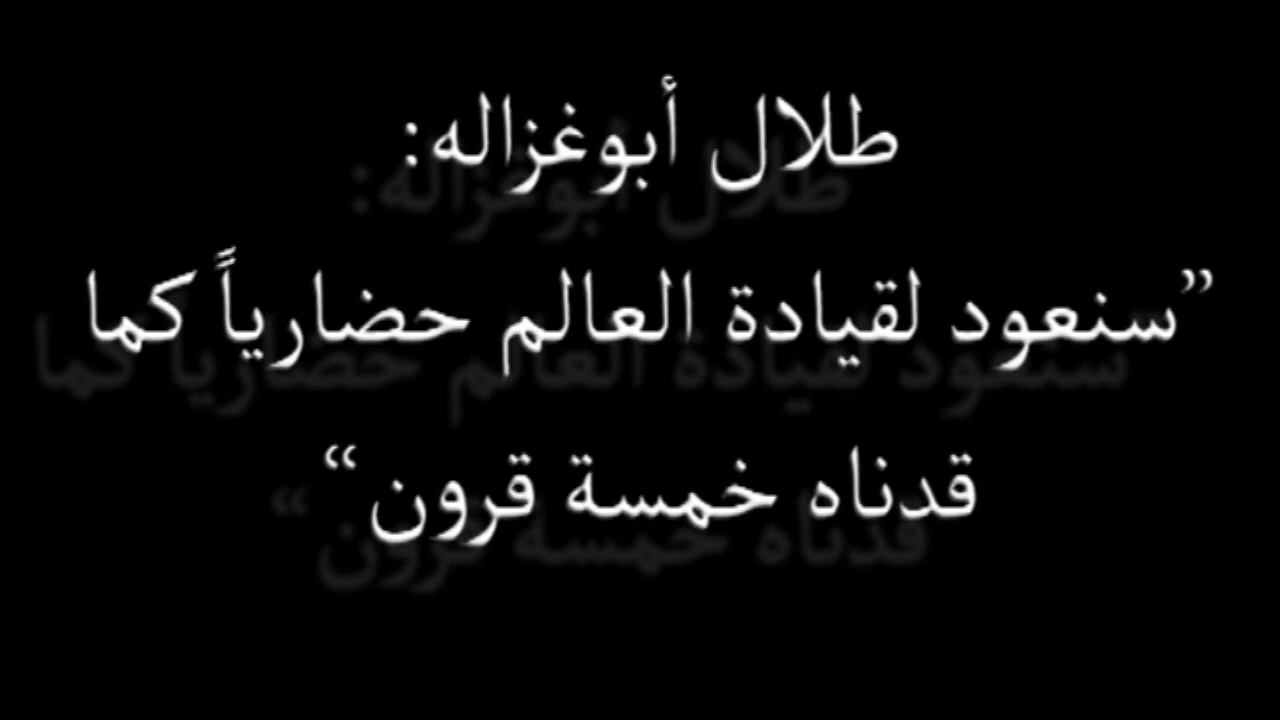 طلال أبوغزاله:
”سنعود لقيادة العالم حضارياً كما
قدناه خمسة قرون“